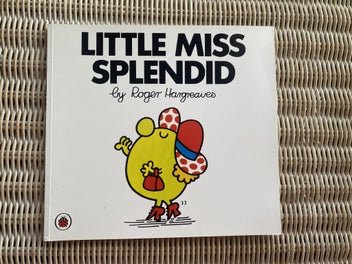 LITTLE MISS
SPLENDID
by Roger Hargreaves